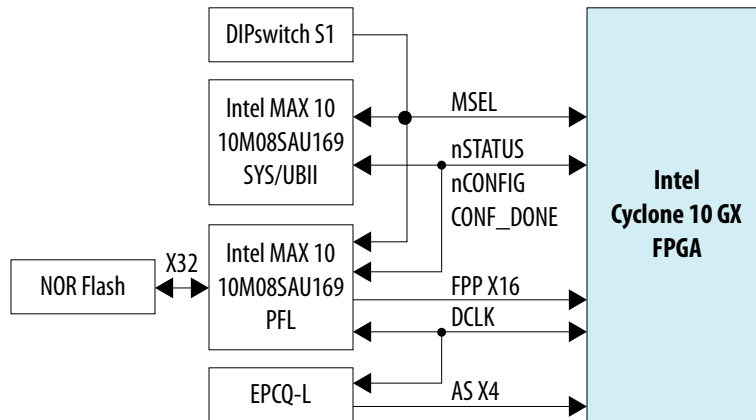 DIPswitch S1
Intel MAX 10
10M08SAU169
SYS/UBII
MSEL
nSTATUS
nCONFIG
CONF_DONE
Intel
Cyclone 10 GX
FPGA
NOR Flash
X32
Intel MAX 10
10M08SAU169
PFL
FPP X16
DCLK
EPCQ-L
AS X4